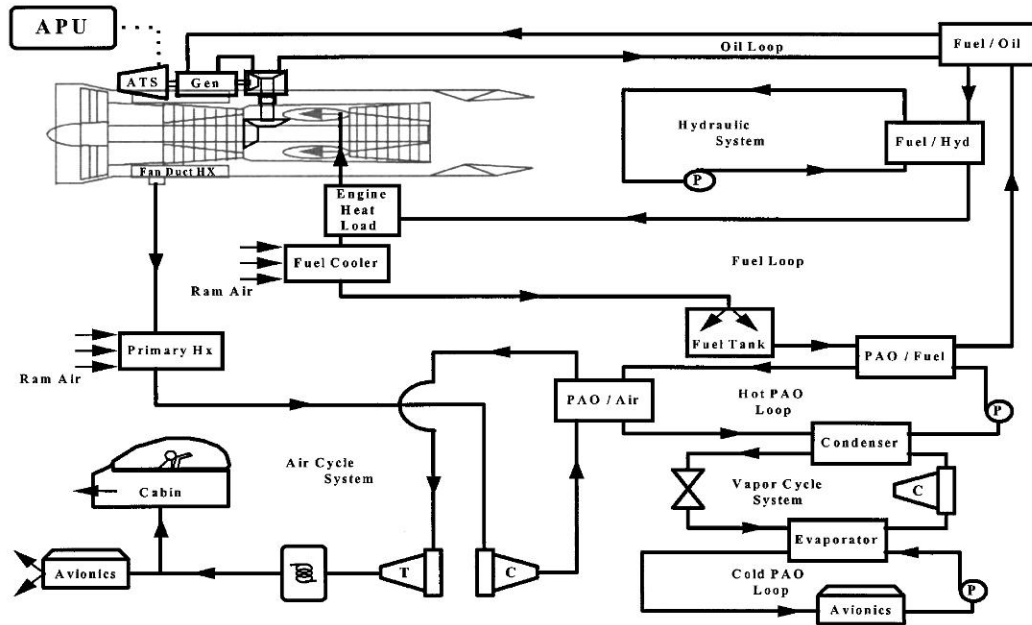 APU
Oil Loop
Fuel / Oil
ATS
Gen
Hydraulic
System
Fuel / Hyd
P
Fan Duct HX
Engine
Heat
Load
Fuel Cooler
Ram Air
Fuel Loop
Primary Hx
Ram Air
Fuel Tank
PAO / Fuel
PAO / Air
Hot PAO
Loop
P
Condenser
Air Cycle
System
Cabin
Vapor Cycle
System
C
Evaporator
Avionics
T
C
Cold PAO
Loop
Avionics
P